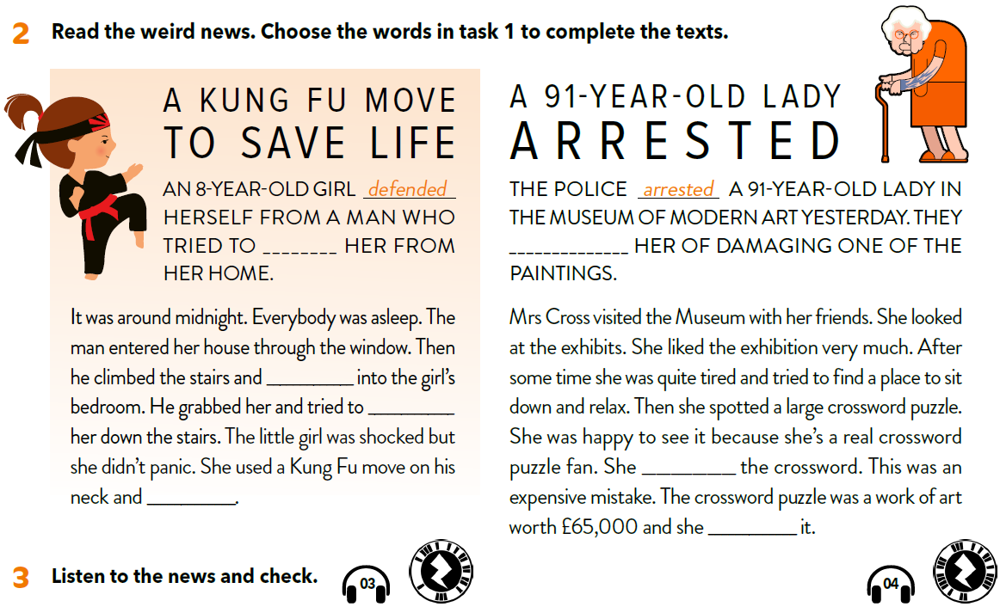 2 Read the weird news. Choose the words in task 1 to complete the texts.
A KUNG FU MOVE
TO SAVE LIFE
AN 8-YEAR-OLD GIRL defended
HERSELF FROM A MAN WHO
TRIED TO ________ HER FROM
HER HOME.
It was around midnight. Everybody was asleep. The
man entered her house through the window. Then
he climbed the stairs and _________ into the girl's
bedroom. He grabbed her and tried to _________
her down the stairs. The little girl was shocked but
she didn't panic. She used a Kung Fu move on his
neck and _________.
A 91-YEAR-OLD LADY
ARRESTED
THE POLICE arrested A 91-YEAR-OLD LADY IN
THE MUSEUM OF MODERN ART YESTERDAY. THEY
______________ HER OF DAMAGING ONE OF THE
PAINTINGS.
Mrs Cross visited the Museum with her friends. She looked
at the exhibits. She liked the exhibition very much. After
some time she was quite tired and tried to find a place to sit
down and relax. Then she spotted a large crossword puzzle.
She was happy to see it because she's a real crossword
puzzle fan. She __________ the crossword. This was an
expensive mistake. The crossword puzzle was a work of art
worth £65,000 and she _________ it.
3 Listen to the news and check. 03
04